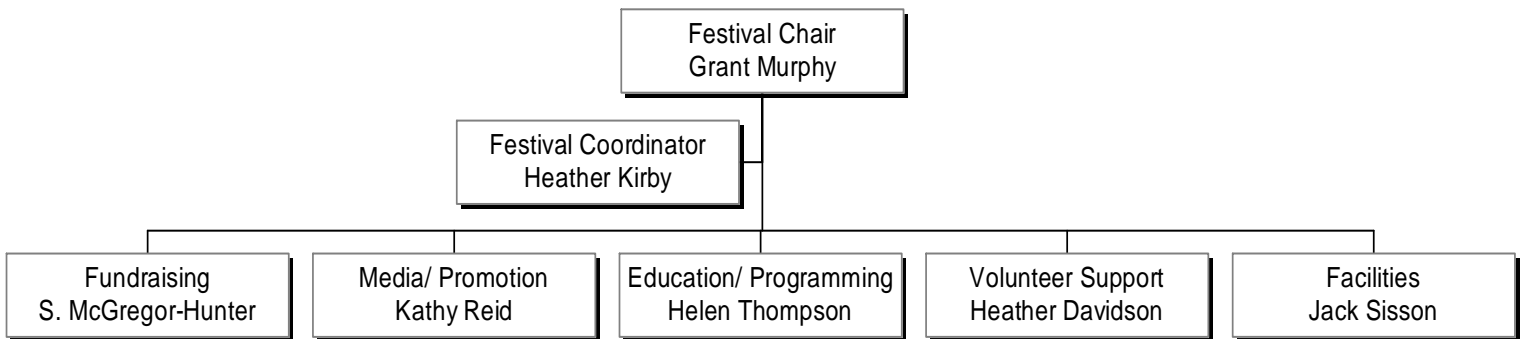 Festival Chair
Grant Murphy
Festival Coordinator
Heather Kirby
Fundraising
S. McGregor-Hunter
Media/ Promotion
Kathy Reid
Education/ Programming
Helen Thompson
Volunteer Support
Heather Davidson
Facilities
Jack Sisson